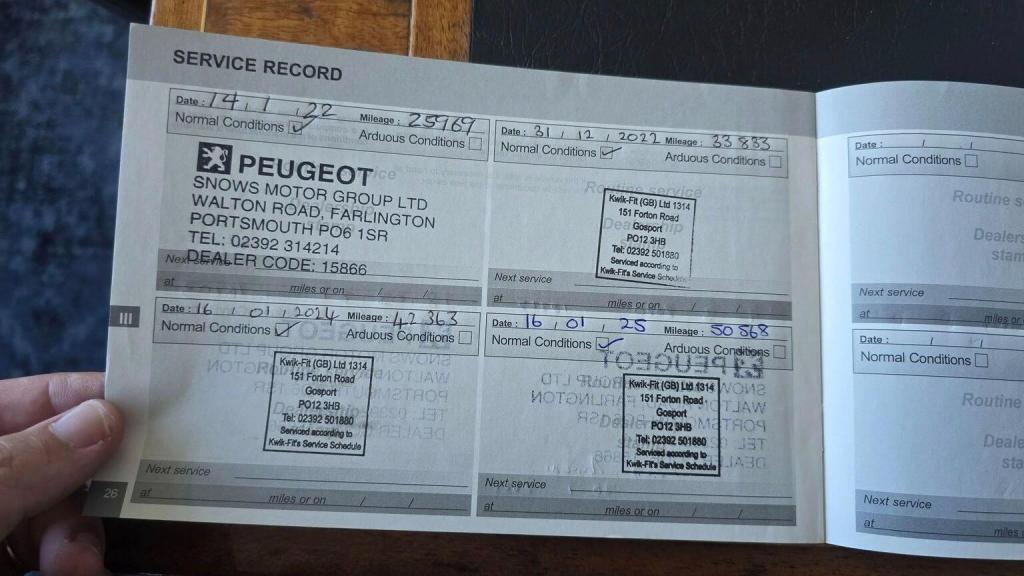 SERVICE RECORD
Date : 14 , 1 , 22 Mileage : 25969
Normal Conditions Arduous Conditions
PEUGEOT
SNOWS MOTOR GROUP LTD
WALTON ROAD, FARLINGTON
PORTSMOUTH PO6 1SR
TEL: 02392 314214
DEALER CODE: 15866
Next service
at miles or on / /
Date : 31 , 12 , 2022 Mileage : 33833
Normal Conditions Arduous Conditions
Routine service
Dealership
Kwik-Fit (GB) Ltd 1314
151 Forton Road
Gosport
PO12 3HB
Tel: 02392 501880
Serviced according to
Kwik-Fit's Service Schedule
Next service
at miles or on / /
III
Date : 16 , 01 , 2024 Mileage : 42363
Normal Conditions Arduous Conditions
Kwik-Fit (GB) Ltd 1314
151 Forton Road
Gosport
PO12 3HB
Tel: 02392 501880
Serviced according to
Kwik-Fit's Service Schedule
Next service
at miles or on / /
Date : 16 , 01 , 25 Mileage : 50568
Normal Conditions Arduous Conditions
Kwik-Fit (GB) Ltd 1314
151 Forton Road
Gosport
PO12 3HB
Tel: 02392 501880
Serviced according to
Kwik-Fit's Service Schedule
Next service
at miles or on / /
26
Date : / /
Normal Conditions
Routine s
Dealers
stam
Next service
at miles o
Date : / /
Normal Conditions
Routine
Deale
sta
Next service
at miles